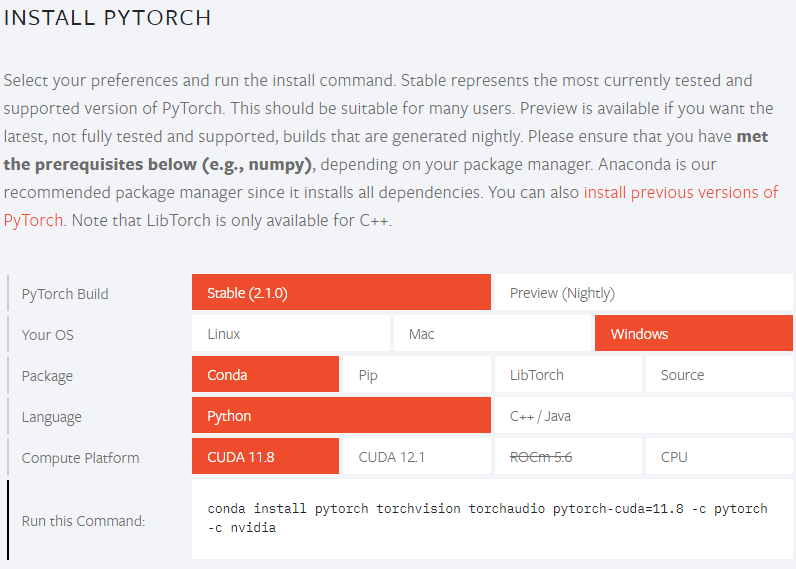 INSTALL PYTORCH
Select your preferences and run the install command. Stable represents the most currently tested and
supported version of PyTorch. This should be suitable for many users. Preview is available if you want the
latest, not fully tested and supported, builds that are generated nightly. Please ensure that you have met
the prerequisites below (e.g., numpy), depending on your package manager. Anaconda is our
recommended package manager since it installs all dependencies. You can also install previous versions of
PyTorch. Note that LibTorch is only available for C++.
PyTorch Build Stable (2.1.0) Preview (Nightly)
Your OS Linux Mac Windows
Package Conda Pip LibTorch Source
Language Python C++ / Java
Compute Platform CUDA 11.8 CUDA 12.1 ROCm 5.6 CPU
Run this Command: conda install pytorch torchvision torchaudio pytorch-cuda=11.8 -c pytorch
-c nvidia